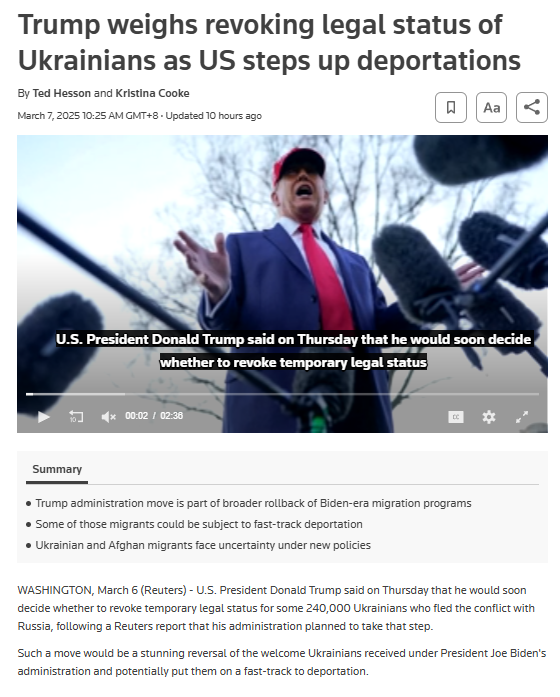 Trump weighs revoking legal status of
Ukrainians as US steps up deportations
By Ted Hesson and Kristina Cooke
March 7, 2025 10:25 AM GMT+8 · Updated 10 hours ago
Aa
U.S. President Donald Trump said on Thursday that he would soon decide
whether to revoke temporary legal status
10
00:02 / 02:36
CC
Summary
• Trump administration move is part of broader rollback of Biden-era migration programs
• Some of those migrants could be subject to fast-track deportation
• Ukrainian and Afghan migrants face uncertainty under new policies
WASHINGTON, March 6 (Reuters) - U.S. President Donald Trump said on Thursday that he would soon
decide whether to revoke temporary legal status for some 240,000 Ukrainians who fled the conflict with
Russia, following a Reuters report that his administration planned to take that step.
Such a move would be a stunning reversal of the welcome Ukrainians received under President Joe Biden's
administration and potentially put them on a fast-track to deportation.